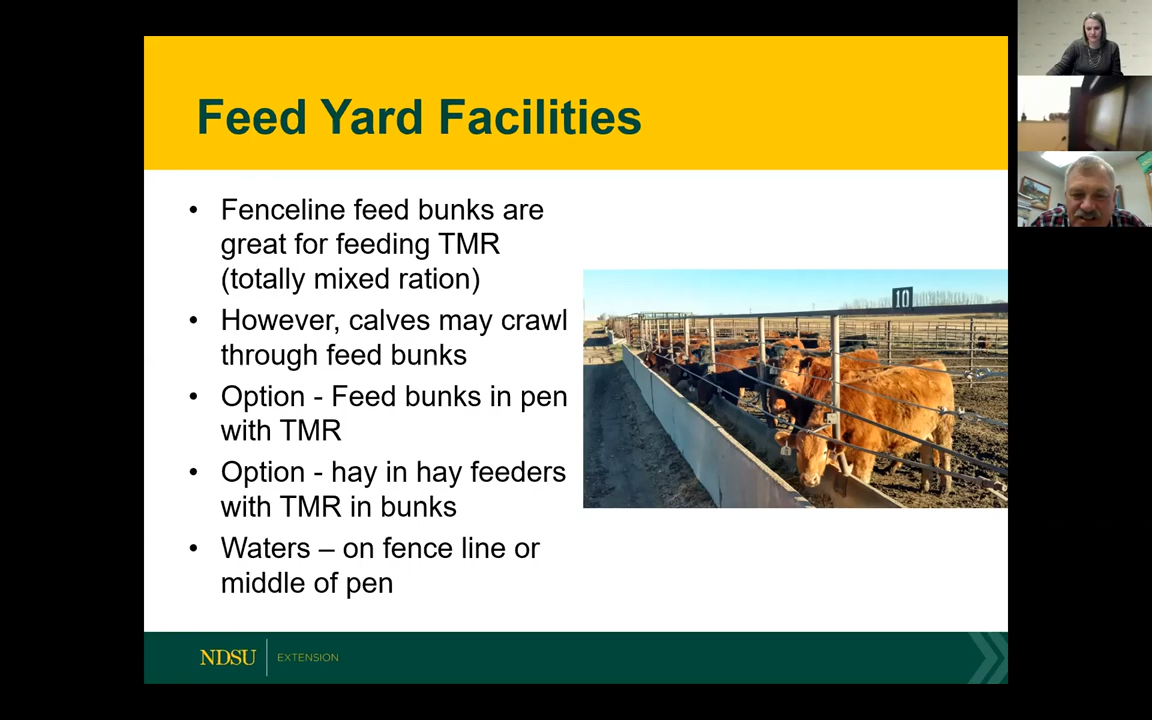 Feed Yard Facilities
• Fenceline feed bunks are
great for feeding TMR
(totally mixed ration)
• However, calves may crawl
through feed bunks
• Option - Feed bunks in pen
with TMR
• Option - hay in hay feeders
with TMR in bunks
• Waters – on fence line or
middle of pen
10
NDSU EXTENSION